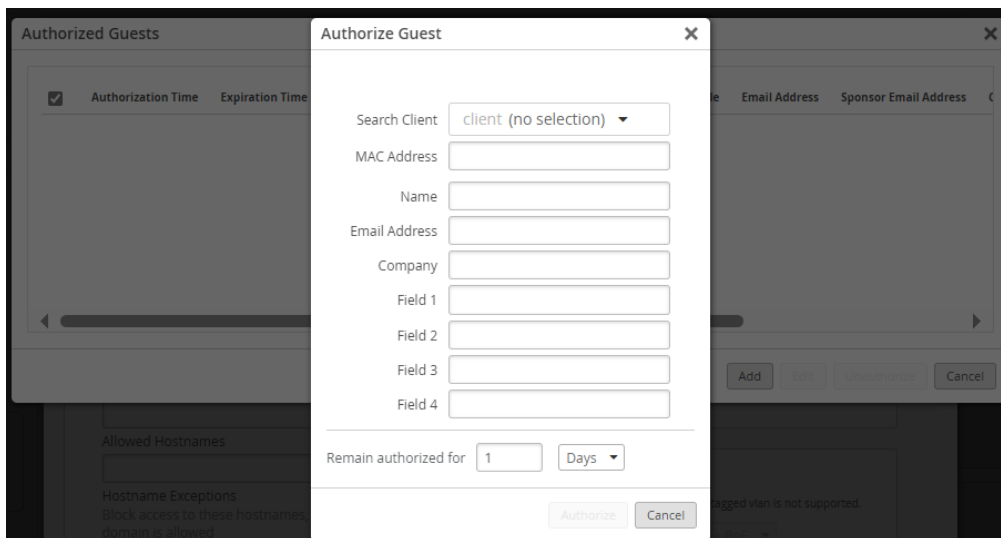 Authorized Guests
Authorization Time Expiration Time
le Email Address Sponsor Email Address
Authorize Guest
Search Client client (no selection)
MAC Address
Name
Email Address
Company
Field 1
Field 2
Field 3
Field 4
Remain authorized for 1 Days
Authorize Cancel
Add Edit Unauthorize Cancel
Allowed Hostnames
Hostname Exceptions
Block access to these hostnames,
domain is allowed
tagged vlan is not supported.